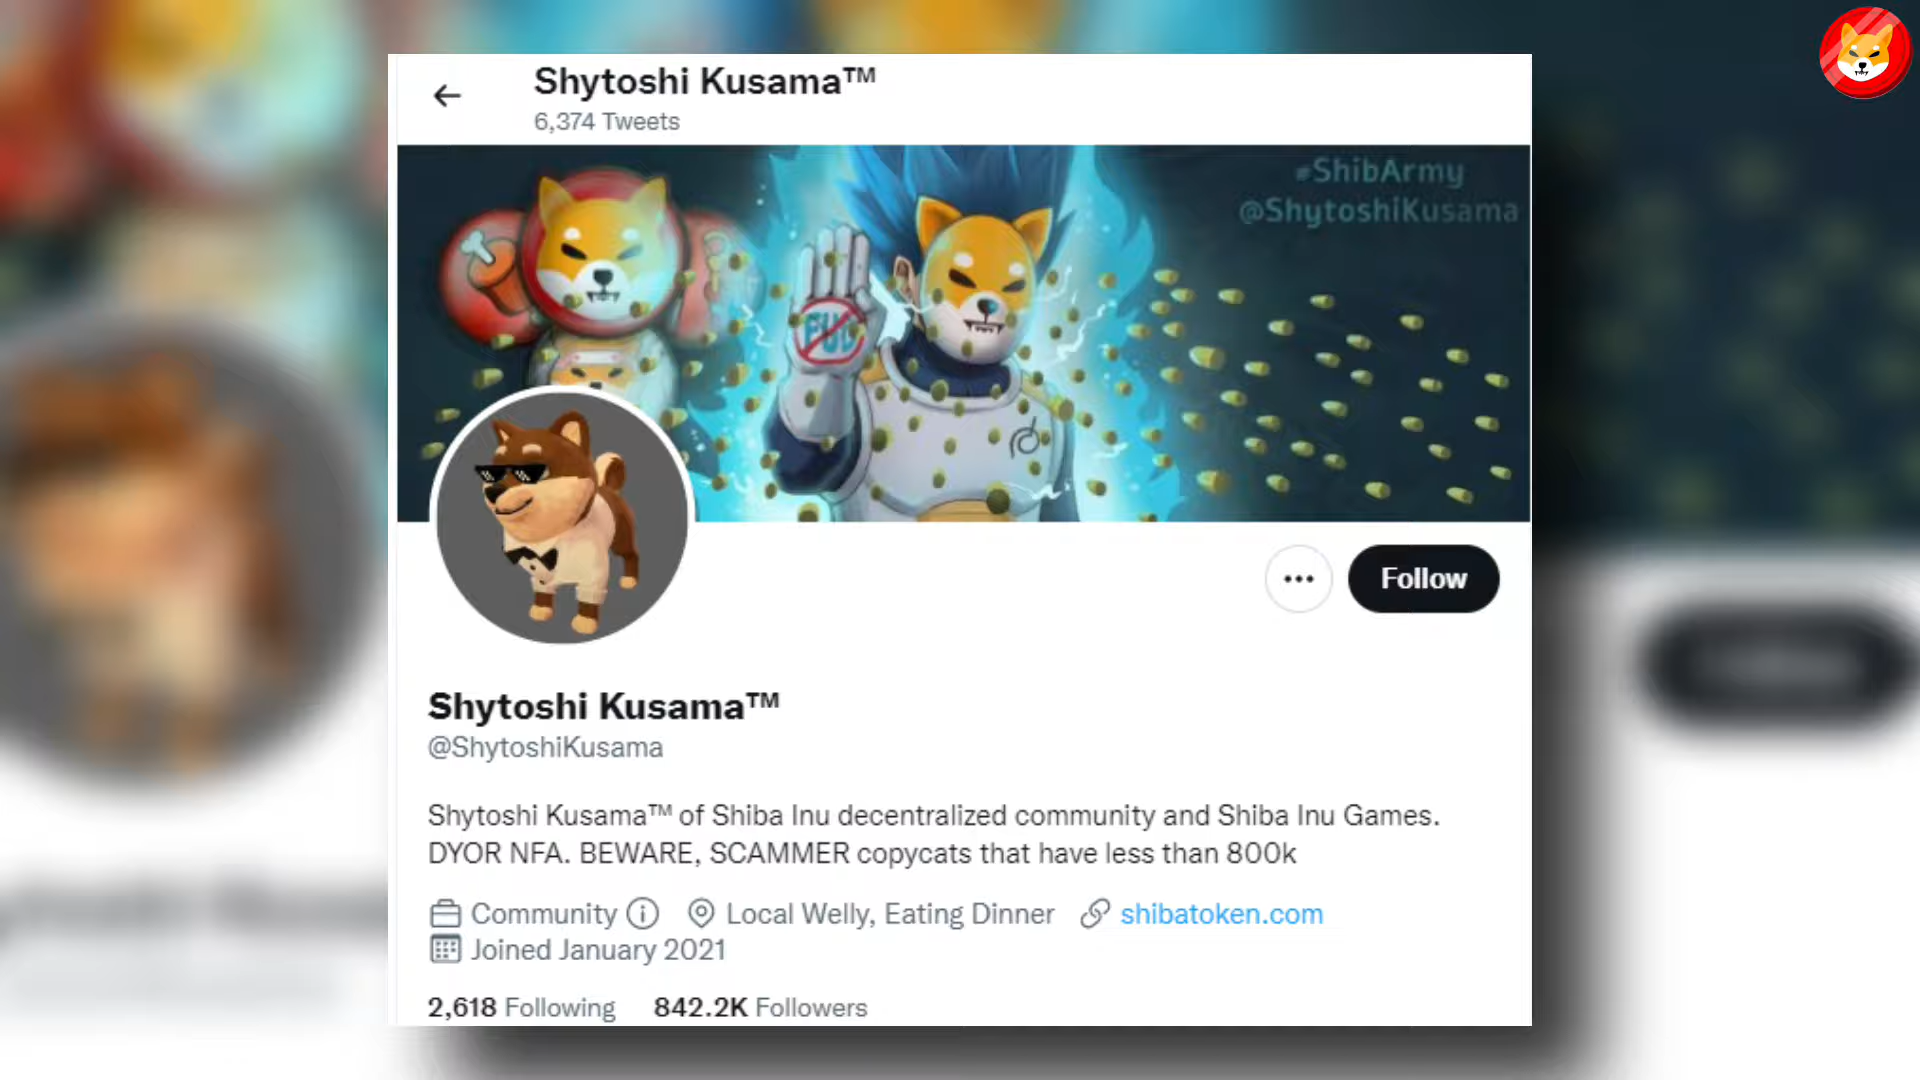 Shytoshi Kusama™
6,374 Tweets
#ShibArmy
@ShytoshiKusama
FUD
Follow
Shytoshi Kusama™
@ShytoshiKusama
Shytoshi Kusama™ of Shiba Inu decentralized community and Shiba Inu Games.
DYOR NFA. BEWARE, SCAMMER copycats that have less than 800k
Community Local Welly, Eating Dinner shibatoken.com
Joined January 2021
2,618 Following 842.2K Followers